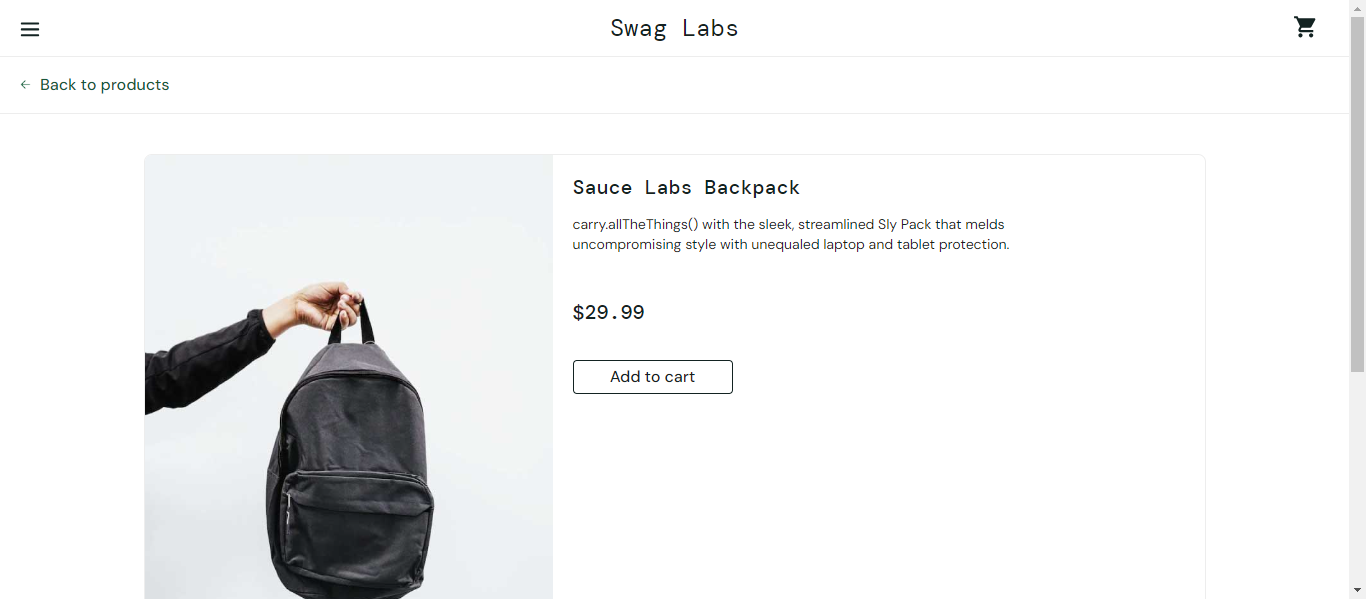 Swag Labs
Back to products
Sauce Labs Backpack
carry.allTheThings() with the sleek, streamlined Sly Pack that melds
uncompromising style with unequaled laptop and tablet protection.
$29.99
Add to cart